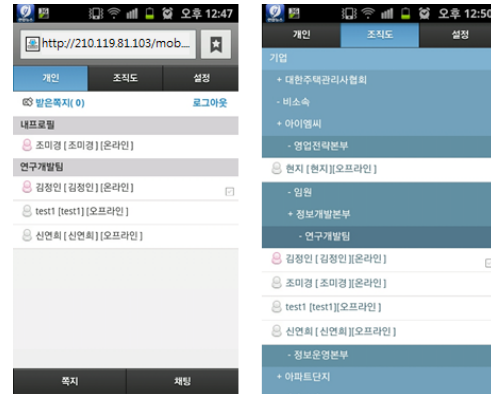 오후 12:47
http://210.119.81.103/mob...
개인 조직도 설정
받은쪽지( 0) 로그아웃
내프로필
조미경 [ 조미경 ] [온라인 ]
연구개발팀
김정인 [ 김정인 ] [온라인 ]
test1 [test1] [오프라인 ]
신연희 [ 신연희 ] [오프라인 ]
쪽지 채팅
오후 12:50
개인 조직도 설정
기업
+ 대한주택관리사협회
- 비소속
+ 아이엠씨
- 영업전략본부
현지 [현지][오프라인 ]
- 임원
+ 정보개발본부
- 연구개발팀
김정인 [ 김정인 ][온라인 ]
조미경 [ 조미경 ][온라인 ]
test1 [test1][오프라인 ]
신연희 [ 신연희 ][오프라인 ]
- 정보운영본부
+ 아파트단지